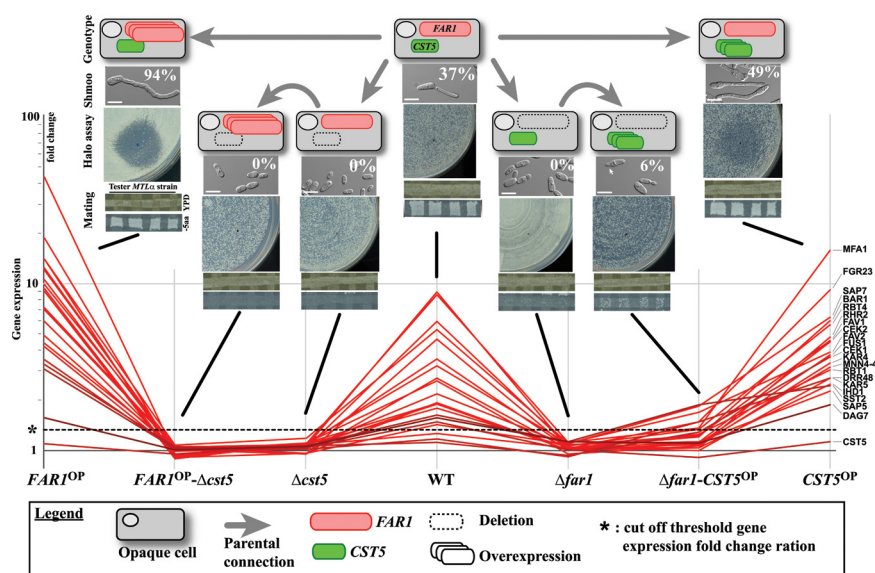 Genotype
FAR1
CST5
Shmoo
94%
37%
49%
0%
0%
0%
6%
Halo assay
Mating
Tester MTLα strain
YPD
-5aa
Gene expression
fold change
100
10
*
1
MFA1
FGR23
SAP7
BAR1
RBT4
RHR2
FAV1
CEK2
FAV2
FUS1
CEK1
KAR4
MNN4-4
RBT1
DRR48
KAR5
IHD1
SST2
SAP5
DAG7
CST5
FAR1OP
FAR1OP-Δcst5
Δcst5
WT
Δfar1
Δfar1-CST5OP
CST5OP
Legend
Opaque cell
Parental connection
FAR1
CST5
Deletion
Overexpression
* : cut off threshold gene
expression fold change ration